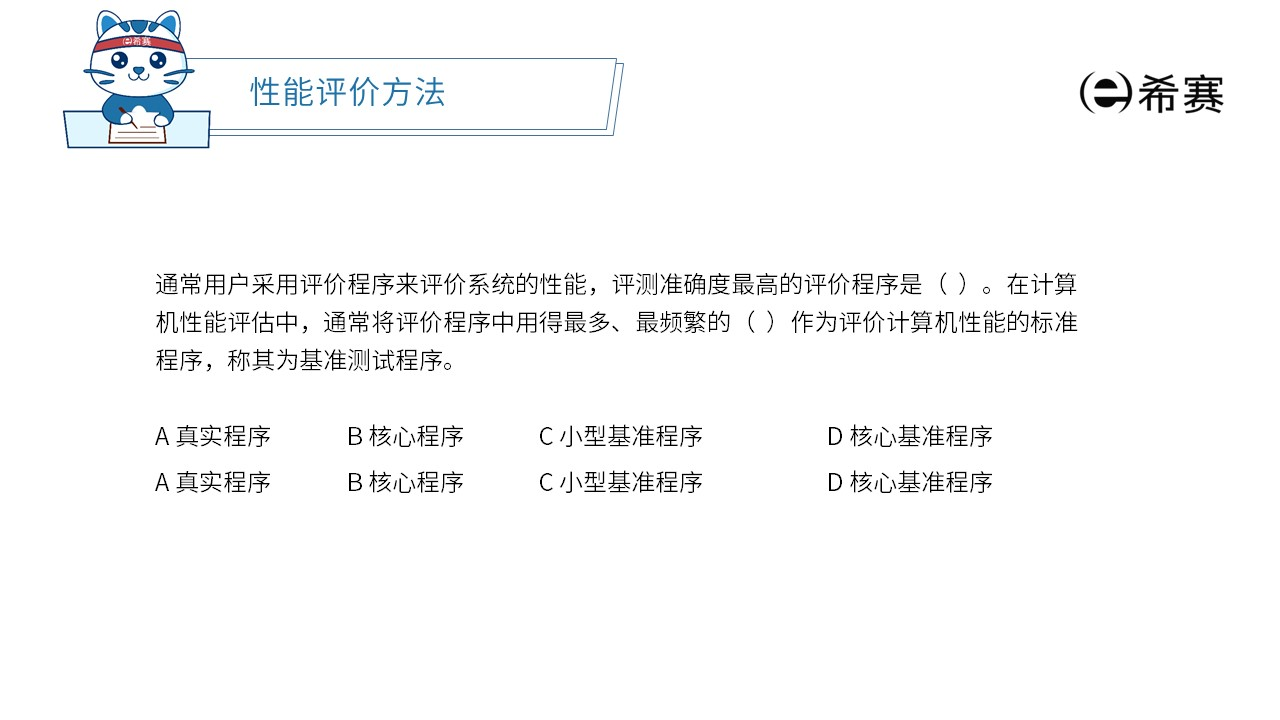 (e)希赛
性能评价方法
(e)希赛
通常用户采用评价程序来评价系统的性能，评测准确度最高的评价程序是（ ）。在计算
机性能评估中，通常将评价程序中用得最多、最频繁的（ ）作为评价计算机性能的标准
程序，称其为基准测试程序。
A 真实程序 B 核心程序 C 小型基准程序 D 核心基准程序
A 真实程序 B 核心程序 C 小型基准程序 D 核心基准程序